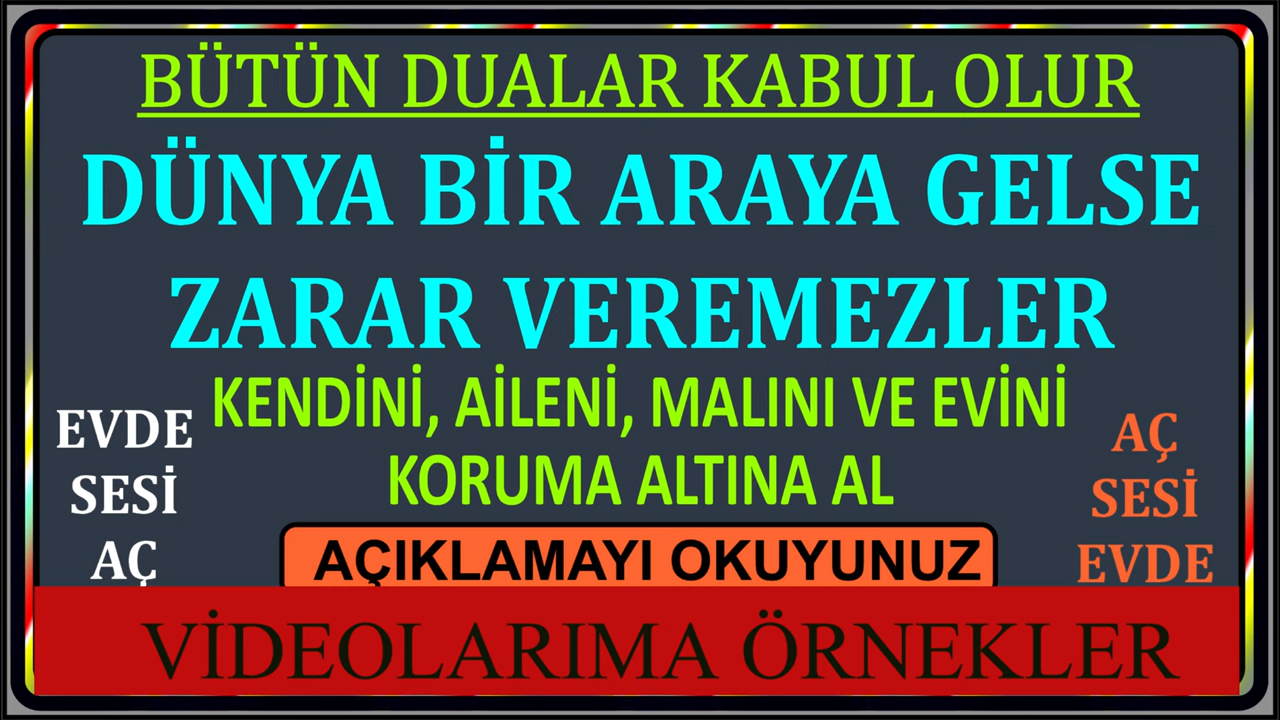 BÜTÜN DUALAR KABUL OLUR
DÜNYA BİR ARAYA GELSE
ZARAR VEREMEZLER
KENDİNİ, AİLENİ, MALINI VE EVİNİ
KORUMA ALTINA AL
EVDE
SESİ
AÇ
AÇ
SESİ
EVDE
AÇIKLAMAYI OKUYUNUZ
VİDEOLARIMA ÖRNEKLER